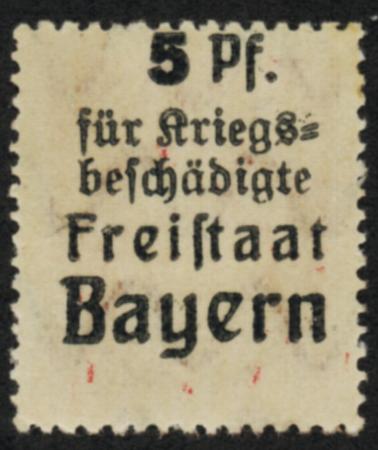 5 Pf.
für Kriegs=
beſchädigte
Freiſtaat
Bayern